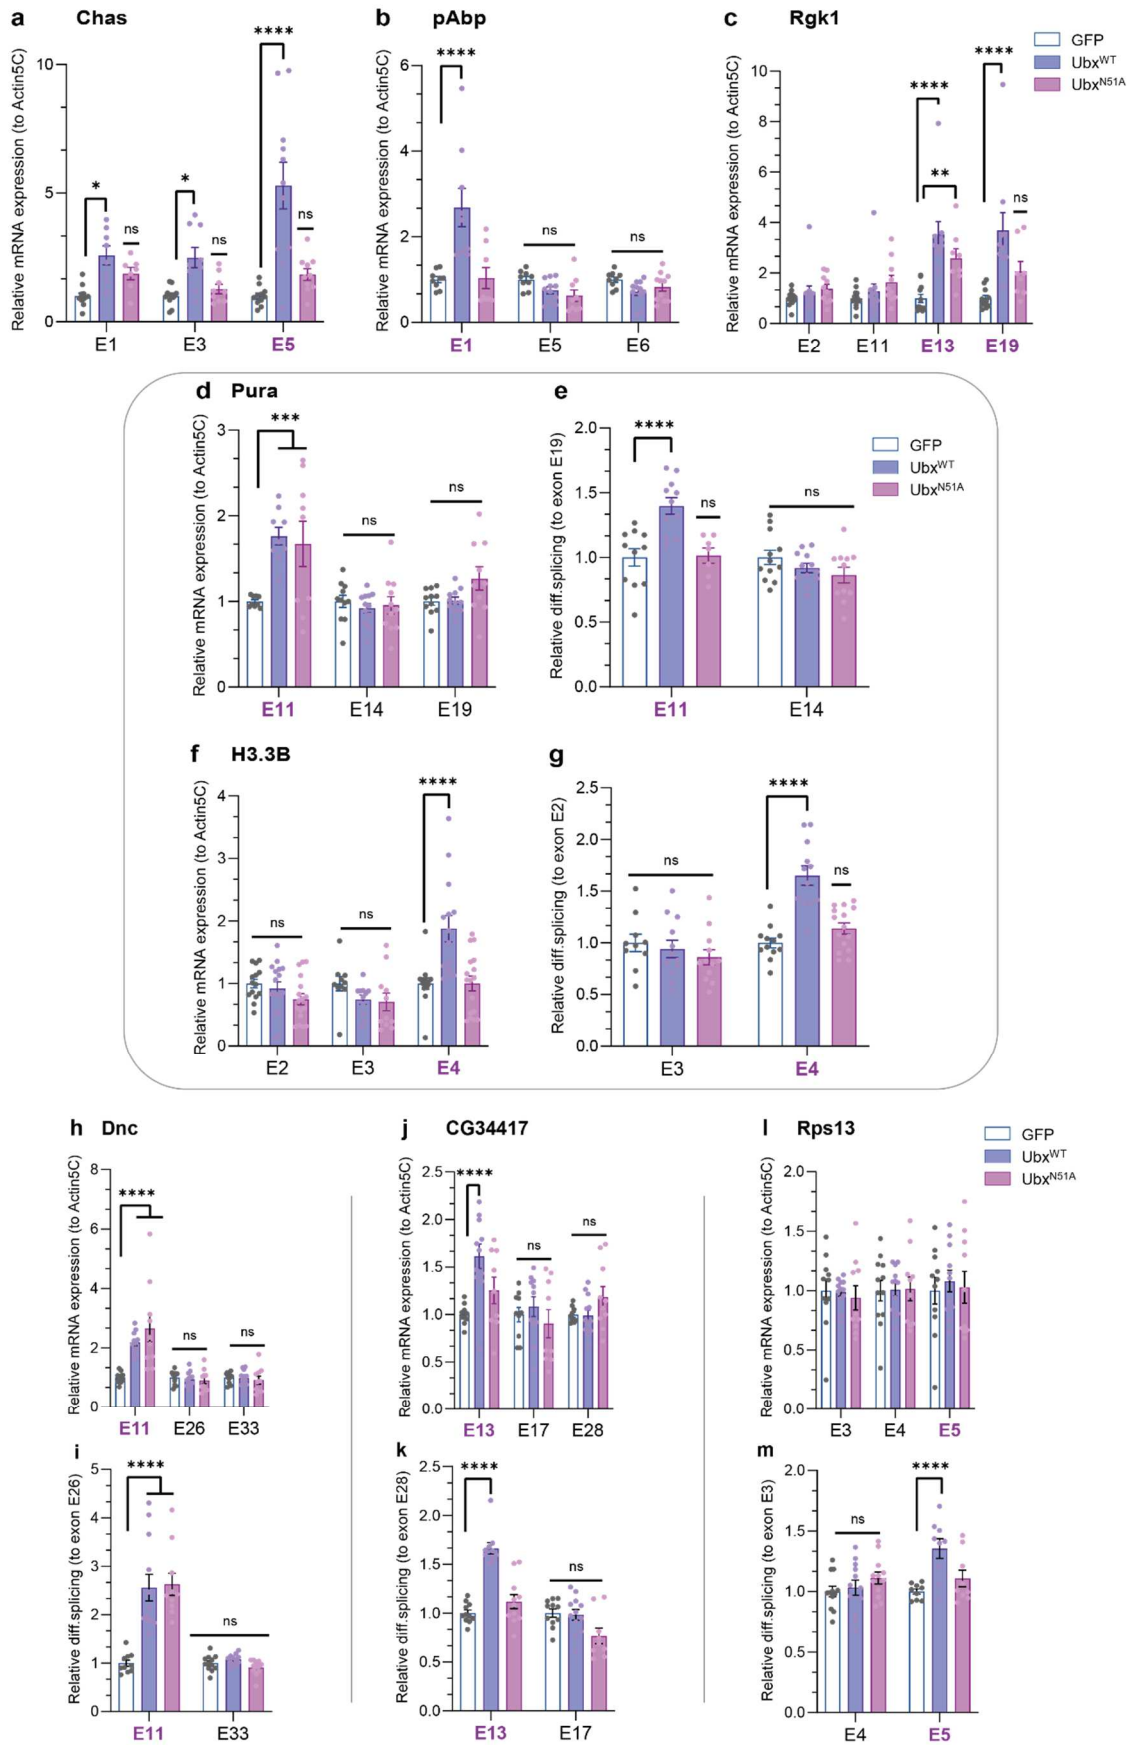 a Chas
Relative mRNA expression (to Actin5C)
10
5
0
*
*
****
ns
ns
ns
E1 E3 E5
b pAbp
Relative mRNA expression (to Actin5C)
6
4
2
0
****
ns
ns
E1 E5 E6
c Rgk1
Relative mRNA expression (to Actin5C)
10
8
6
4
2
0
****
**
****
ns
E2 E11 E13 E19
GFP
UbxWT
UbxN51A
d Pura
Relative mRNA expression (to Actin5C)
3
2
1
0
***
ns
ns
E11 E14 E19
e
Relative diff.splicing (to exon E19)
2.0
1.5
1.0
0.5
0.0
****
ns
ns
E11 E14
GFP
UbxWT
UbxN51A
f H3.3B
Relative mRNA expression (to Actin5C)
4
3
2
1
0
ns
ns
****
E2 E3 E4
g
Relative diff.splicing (to exon E2)
2.5
2.0
1.5
1.0
0.5
0.0
ns
****
ns
E3 E4
h Dnc
Relative mRNA expression (to Actin5C)
8
6
4
2
0
****
ns
ns
E11 E26 E33
i
Relative diff.splicing (to exon E26)
5
4
3
2
1
0
****
ns
E11 E33
j CG34417
Relative mRNA expression (to Actin5C)
2.5
2.0
1.5
1.0
0.5
0.0
****
ns
ns
E13 E17 E28
k
Relative diff.splicing (to exon E28)
2.5
2.0
1.5
1.0
0.5
0.0
****
ns
E13 E17
l Rps13
Relative mRNA expression (to Actin5C)
2.0
1.5
1.0
0.5
0.0
E3 E4 E5
GFP
UbxWT
UbxN51A
m
Relative diff.splicing (to exon E3)
2.0
1.5
1.0
0.5
0.0
ns
****
E4 E5